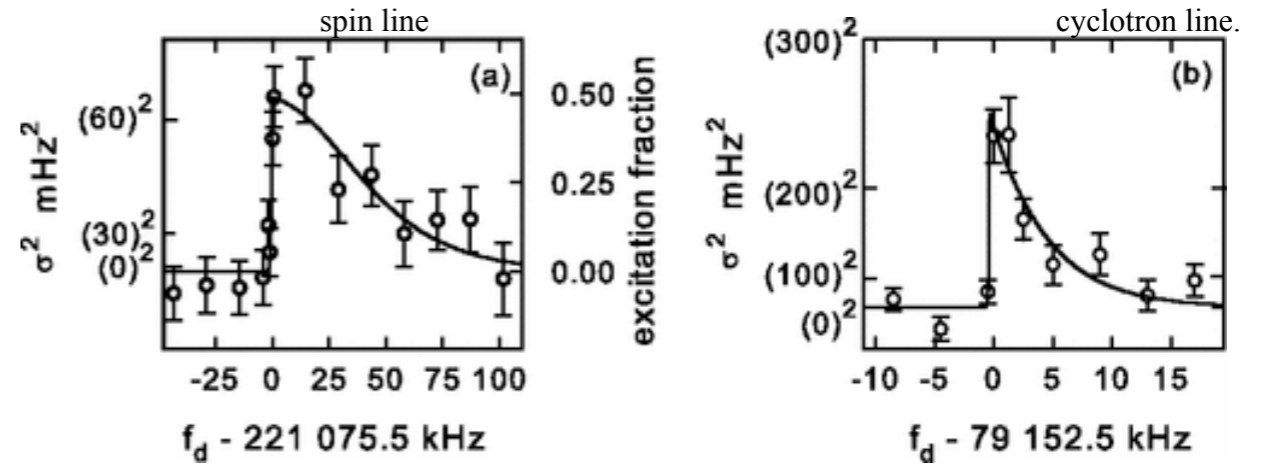 spin line
(a)
(60)²
(30)²
(0)²
σ² mHz²
0.50
0.25
0.00
excitation fraction
-25 0 25 50 75 100
f_d - 221 075.5 kHz
cyclotron line.
(b)
(300)²
(200)²
(100)²
(0)²
σ² mHz²
-10 -5 0 5 10 15
f_d - 79 152.5 kHz